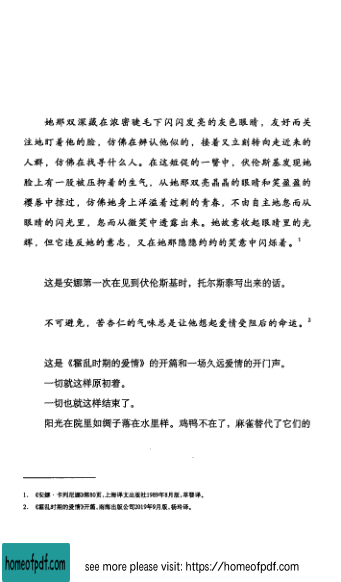 她那双深藏在浓密睫毛下闪闪发亮的灰色眼睛，友好而关
注地盯着他的脸，仿佛在辨认他似的，接着又立刻转向走近来的
人群，仿佛在找寻什么人。在这短促的一瞥中，伏伦斯基发现她
脸上有一股被压抑着的生气，从她那双亮晶晶的眼睛和笑盈盈的
樱唇中掠过，仿佛她身上洋溢着过剩的青春，不由自主地忽而从
眼睛的闪光里，忽而从微笑中透露出来。她故意收起眼睛里的光
辉，但它违反她的意志，又在她那隐隐约约的笑意中闪烁着。1
这是安娜第一次在见到伏伦斯基时，托尔斯泰写出来的话。
不可避免，苦杏仁的气味总是让他想起爱情受阻后的命运。2
这是《霍乱时期的爱情》的开篇和一场久远爱情的开门声。
一切就这样原初着。
一切也就这样结束了。
阳光在院里如绸子落在水里样。鸡鸭不在了，麻雀替代了它们的
1. 《安娜·卡列尼娜》第80页，上海译文出版社1989年8月版，草婴译。
2. 《霍乱时期的爱情》开篇，南海出版公司2019年9月版，杨玲译。
homeofpdf.com
see more please visit: https://homeofpdf.com